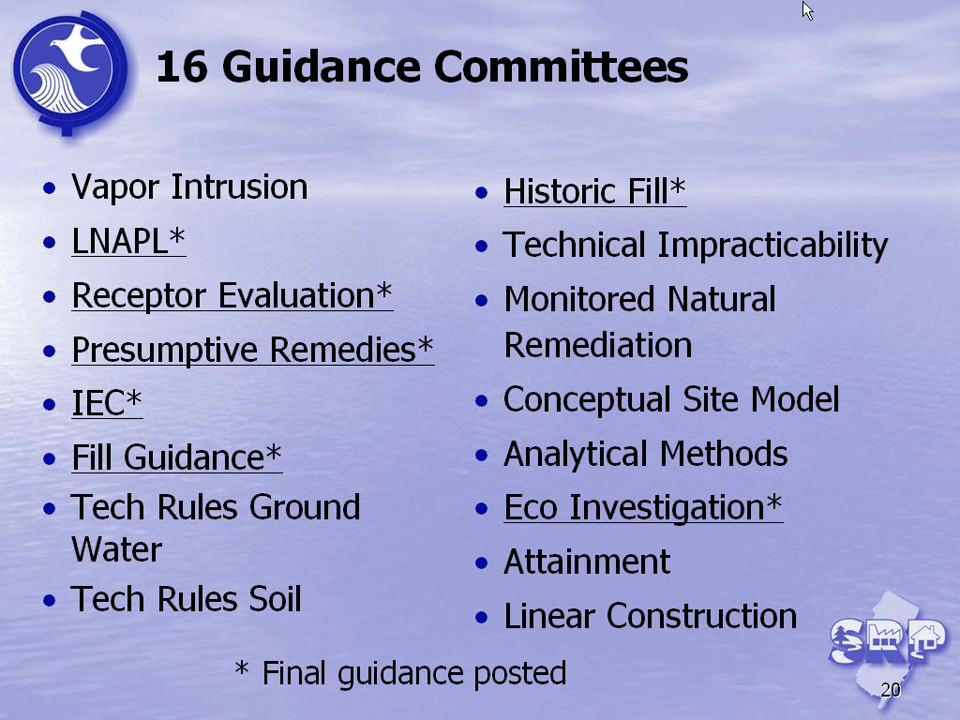 16 Guidance Committees
• Vapor Intrusion
• LNAPL*
• Receptor Evaluation*
• Presumptive Remedies*
• IEC*
• Fill Guidance*
• Tech Rules Ground
Water
• Tech Rules Soil
• Historic Fill*
• Technical Impracticability
• Monitored Natural
Remediation
• Conceptual Site Model
• Analytical Methods
• Eco Investigation*
• Attainment
• Linear Construction
* Final guidance posted
SRP
20